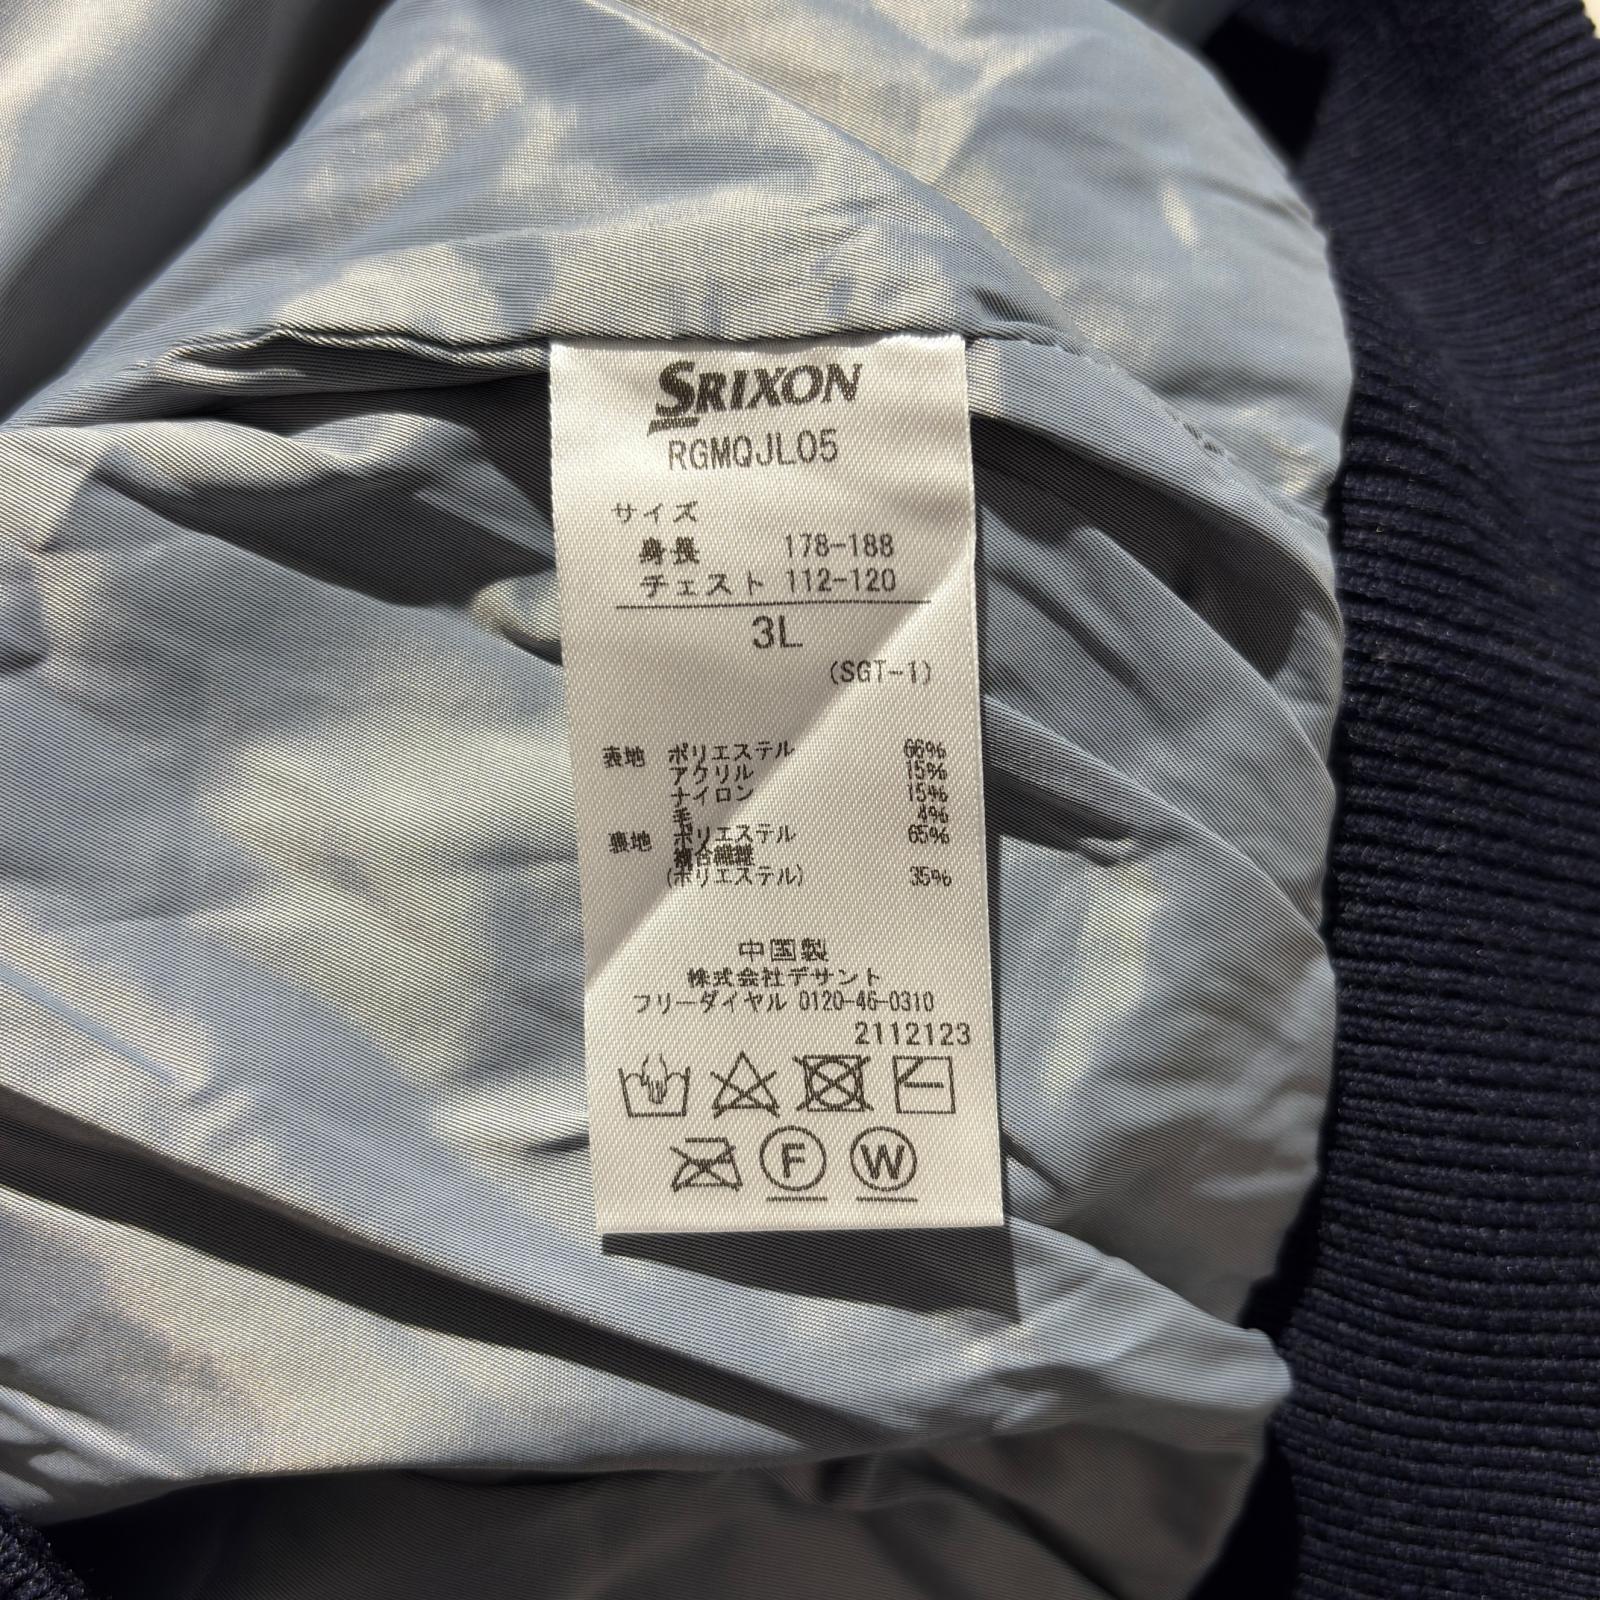 SRIXON
RGMQJL05
サイズ
身長 178-188
チェスト 112-120
3L
(SGT-1)
表地 ポリエステル 66%
アクリル 15%
ナイロン 15%
毛 4%
裏地 ポリエステル 65%
複合繊維
(ポリエステル) 35%
中国製
株式会社デサント
フリーダイヤル 0120-46-0310
2112123
F W